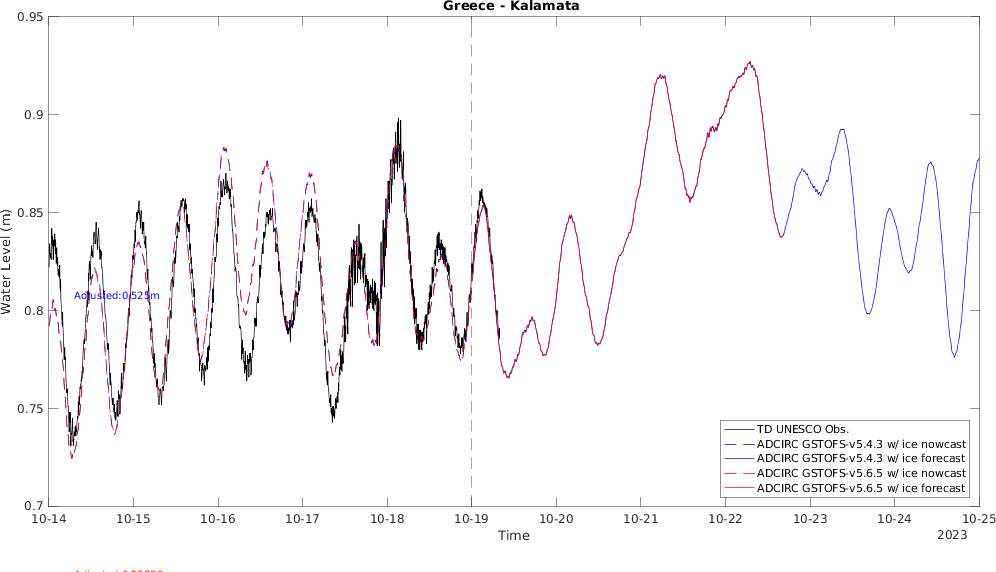 Greece - Kalamata
0.95
0.9
0.85
0.8
0.75
0.7
Water Level (m)
Adjusted:0.525m
TD UNESCO Obs.
ADCIRC GSTOFS-v5.4.3 w/ ice nowcast
ADCIRC GSTOFS-v5.4.3 w/ ice forecast
ADCIRC GSTOFS-v5.6.5 w/ ice nowcast
ADCIRC GSTOFS-v5.6.5 w/ ice forecast
10-14 10-15 10-16 10-17 10-18 10-19 10-20 10-21 10-22 10-23 10-24 10-25
Time
2023